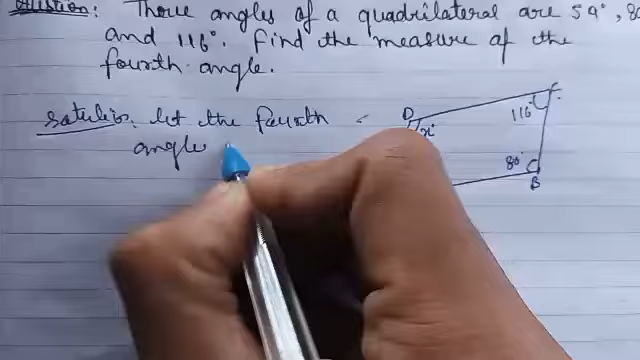 Question: Three angles of a quadrilateral are 59°, 80
and 116°. Find the measure of the
fourth angle.
Solution: let the fourth
angle
D
x°
116°
80°
B